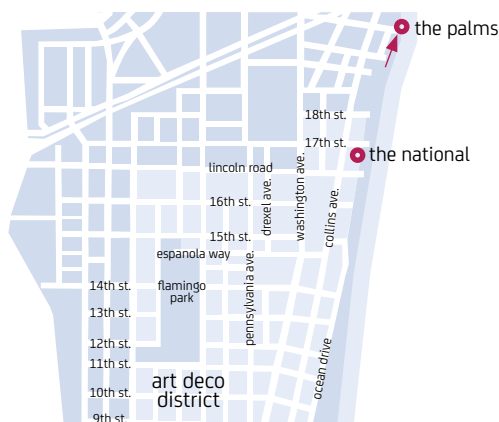 the palms
18th st.
17th st.
the national
lincoln road
washington ave.
drexel ave.
collins ave.
16th st.
15th st.
espanola way
pennsylvania ave.
14th st.
flamingo
park
13th st.
12th st.
ocean drive
11th st.
art deco
district
10th st.
9th st.